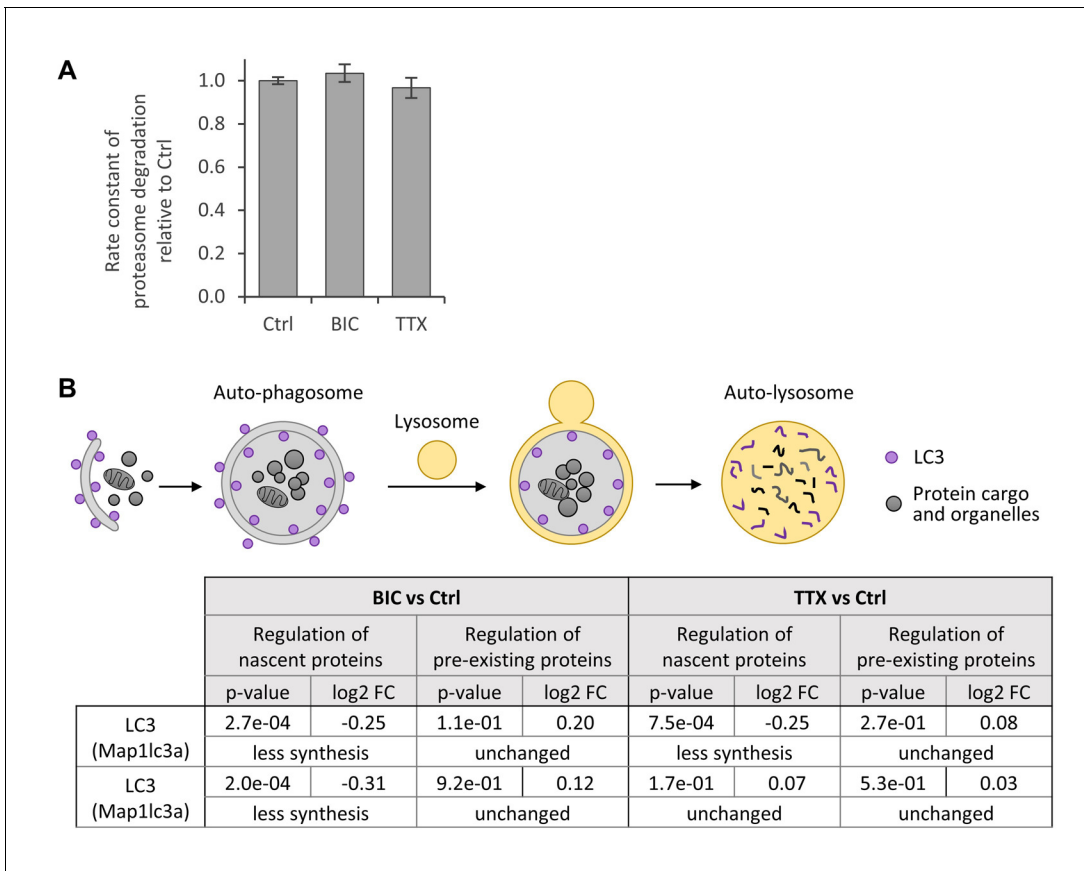 A
Rate constant of
proteasome degradation
relative to Ctrl
1.0
0.8
0.6
0.4
0.2
0.0
Ctrl BIC TTX
B
Auto-phagosome
Lysosome
Auto-lysosome
LC3
Protein cargo
and organelles
BIC vs Ctrl TTX vs Ctrl
Regulation of Regulation of Regulation of Regulation of
nascent proteins pre-existing proteins nascent proteins pre-existing proteins
p-value log2 FC p-value log2 FC p-value log2 FC p-value log2 FC
LC3 2.7e-04 -0.25 1.1e-01 0.20 7.5e-04 -0.25 2.7e-01 0.08
(Map1lc3a) less synthesis unchanged less synthesis unchanged
LC3 2.0e-04 -0.31 9.2e-01 0.12 1.7e-01 0.07 5.3e-01 0.03
(Map1lc3a) less synthesis unchanged unchanged unchanged